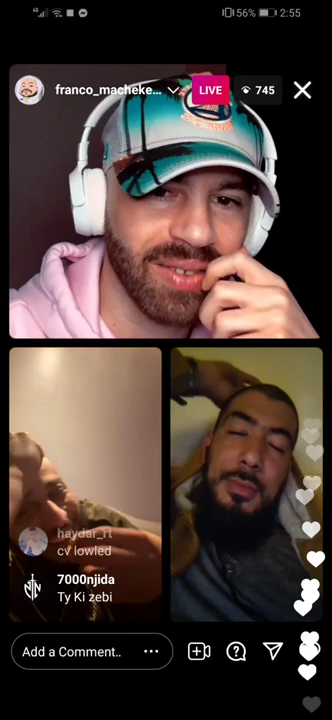 56% 2:55
franco_macheke... LIVE 745
haydar_rt
cv lowled
7000njida
Ty Ki zebi
Add a Comment..